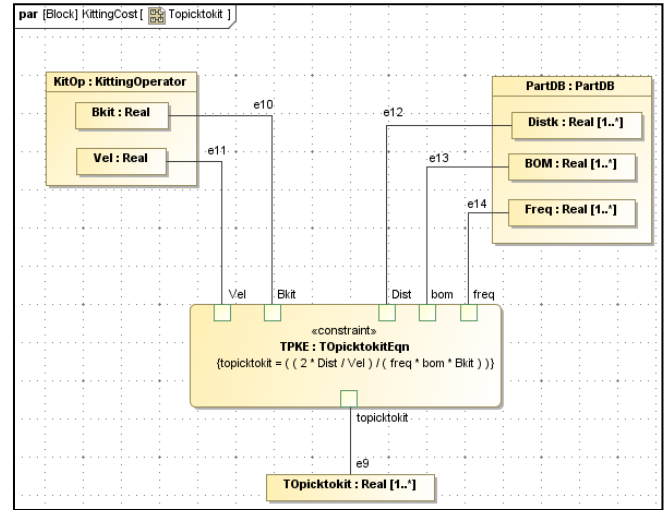 par [Block] KittingCost [ Topicktokit ]
KitOp : KittingOperator
Bkit : Real
Vel : Real
PartDB : PartDB
Distk : Real [1..*]
BOM : Real [1..*]
Freq : Real [1..*]
e10
e11
e12
e13
e14
Vel
Bkit
Dist
bom
freq
«constraint»
TPKE : TOpicktokitEqn
{topicktokit = ( ( 2 * Dist / Vel ) / ( freq * bom * Bkit ) )}
topicktokit
e9
TOpicktokit : Real [1..*]